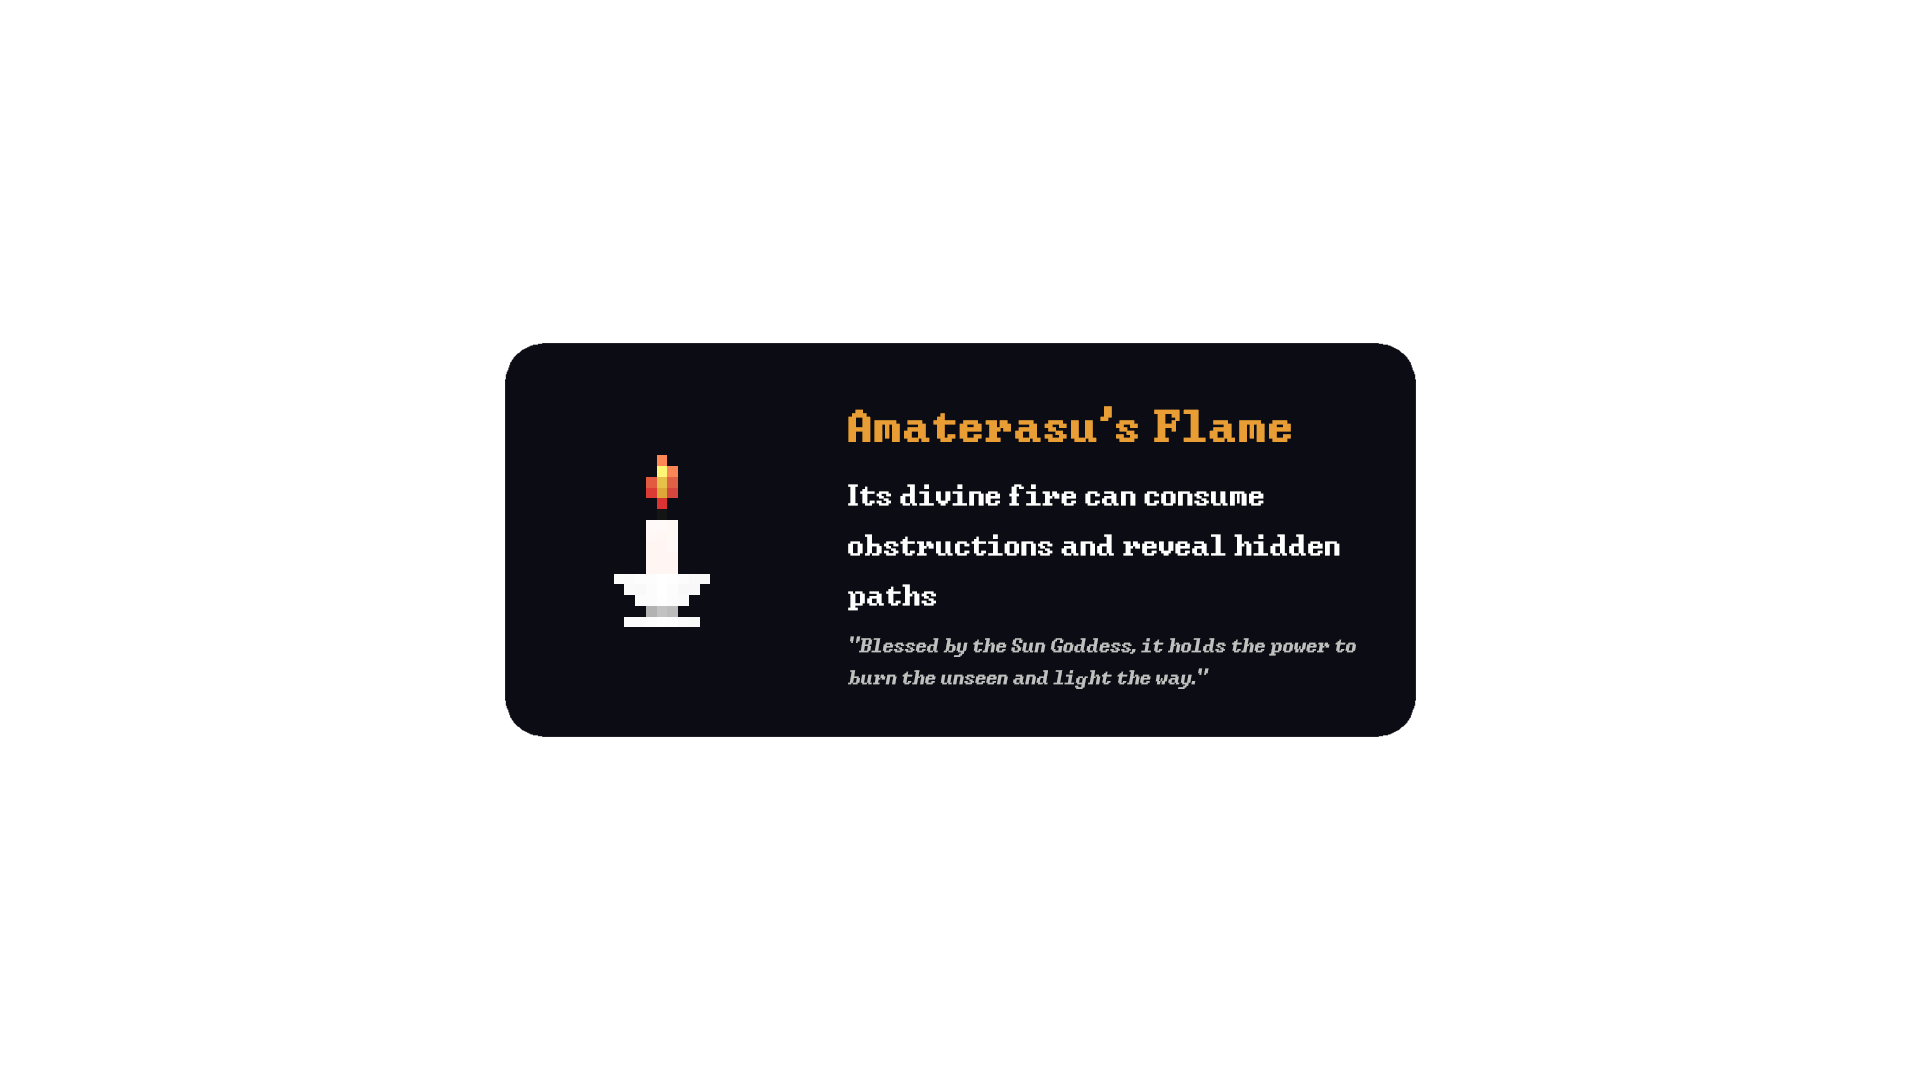 Amaterasu's Flame
Its divine fire can consume
obstructions and reveal hidden
paths
"Blessed by the Sun Goddess, it holds the power to
burn the unseen and light the way."